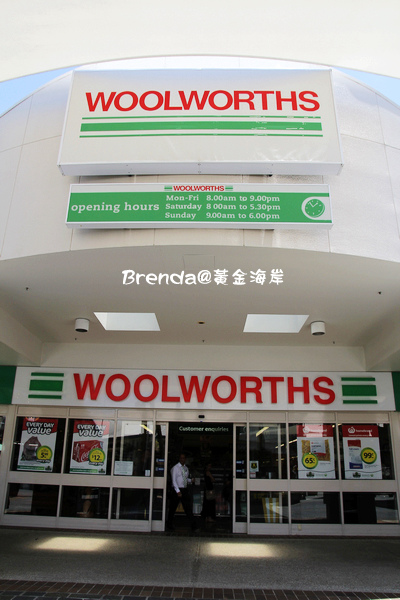 WOOLWORTHS
WOOLWORTHS
opening hours
Mon-Fri 8.00am to 9.00pm
Saturday 8 00am to 5.30pm
Sunday 9.00am to 6.00pm
Brenda@黃金海岸
WOOLWORTHS
EVERY DAY
value
EVERY DAY
value
Customer enquiries